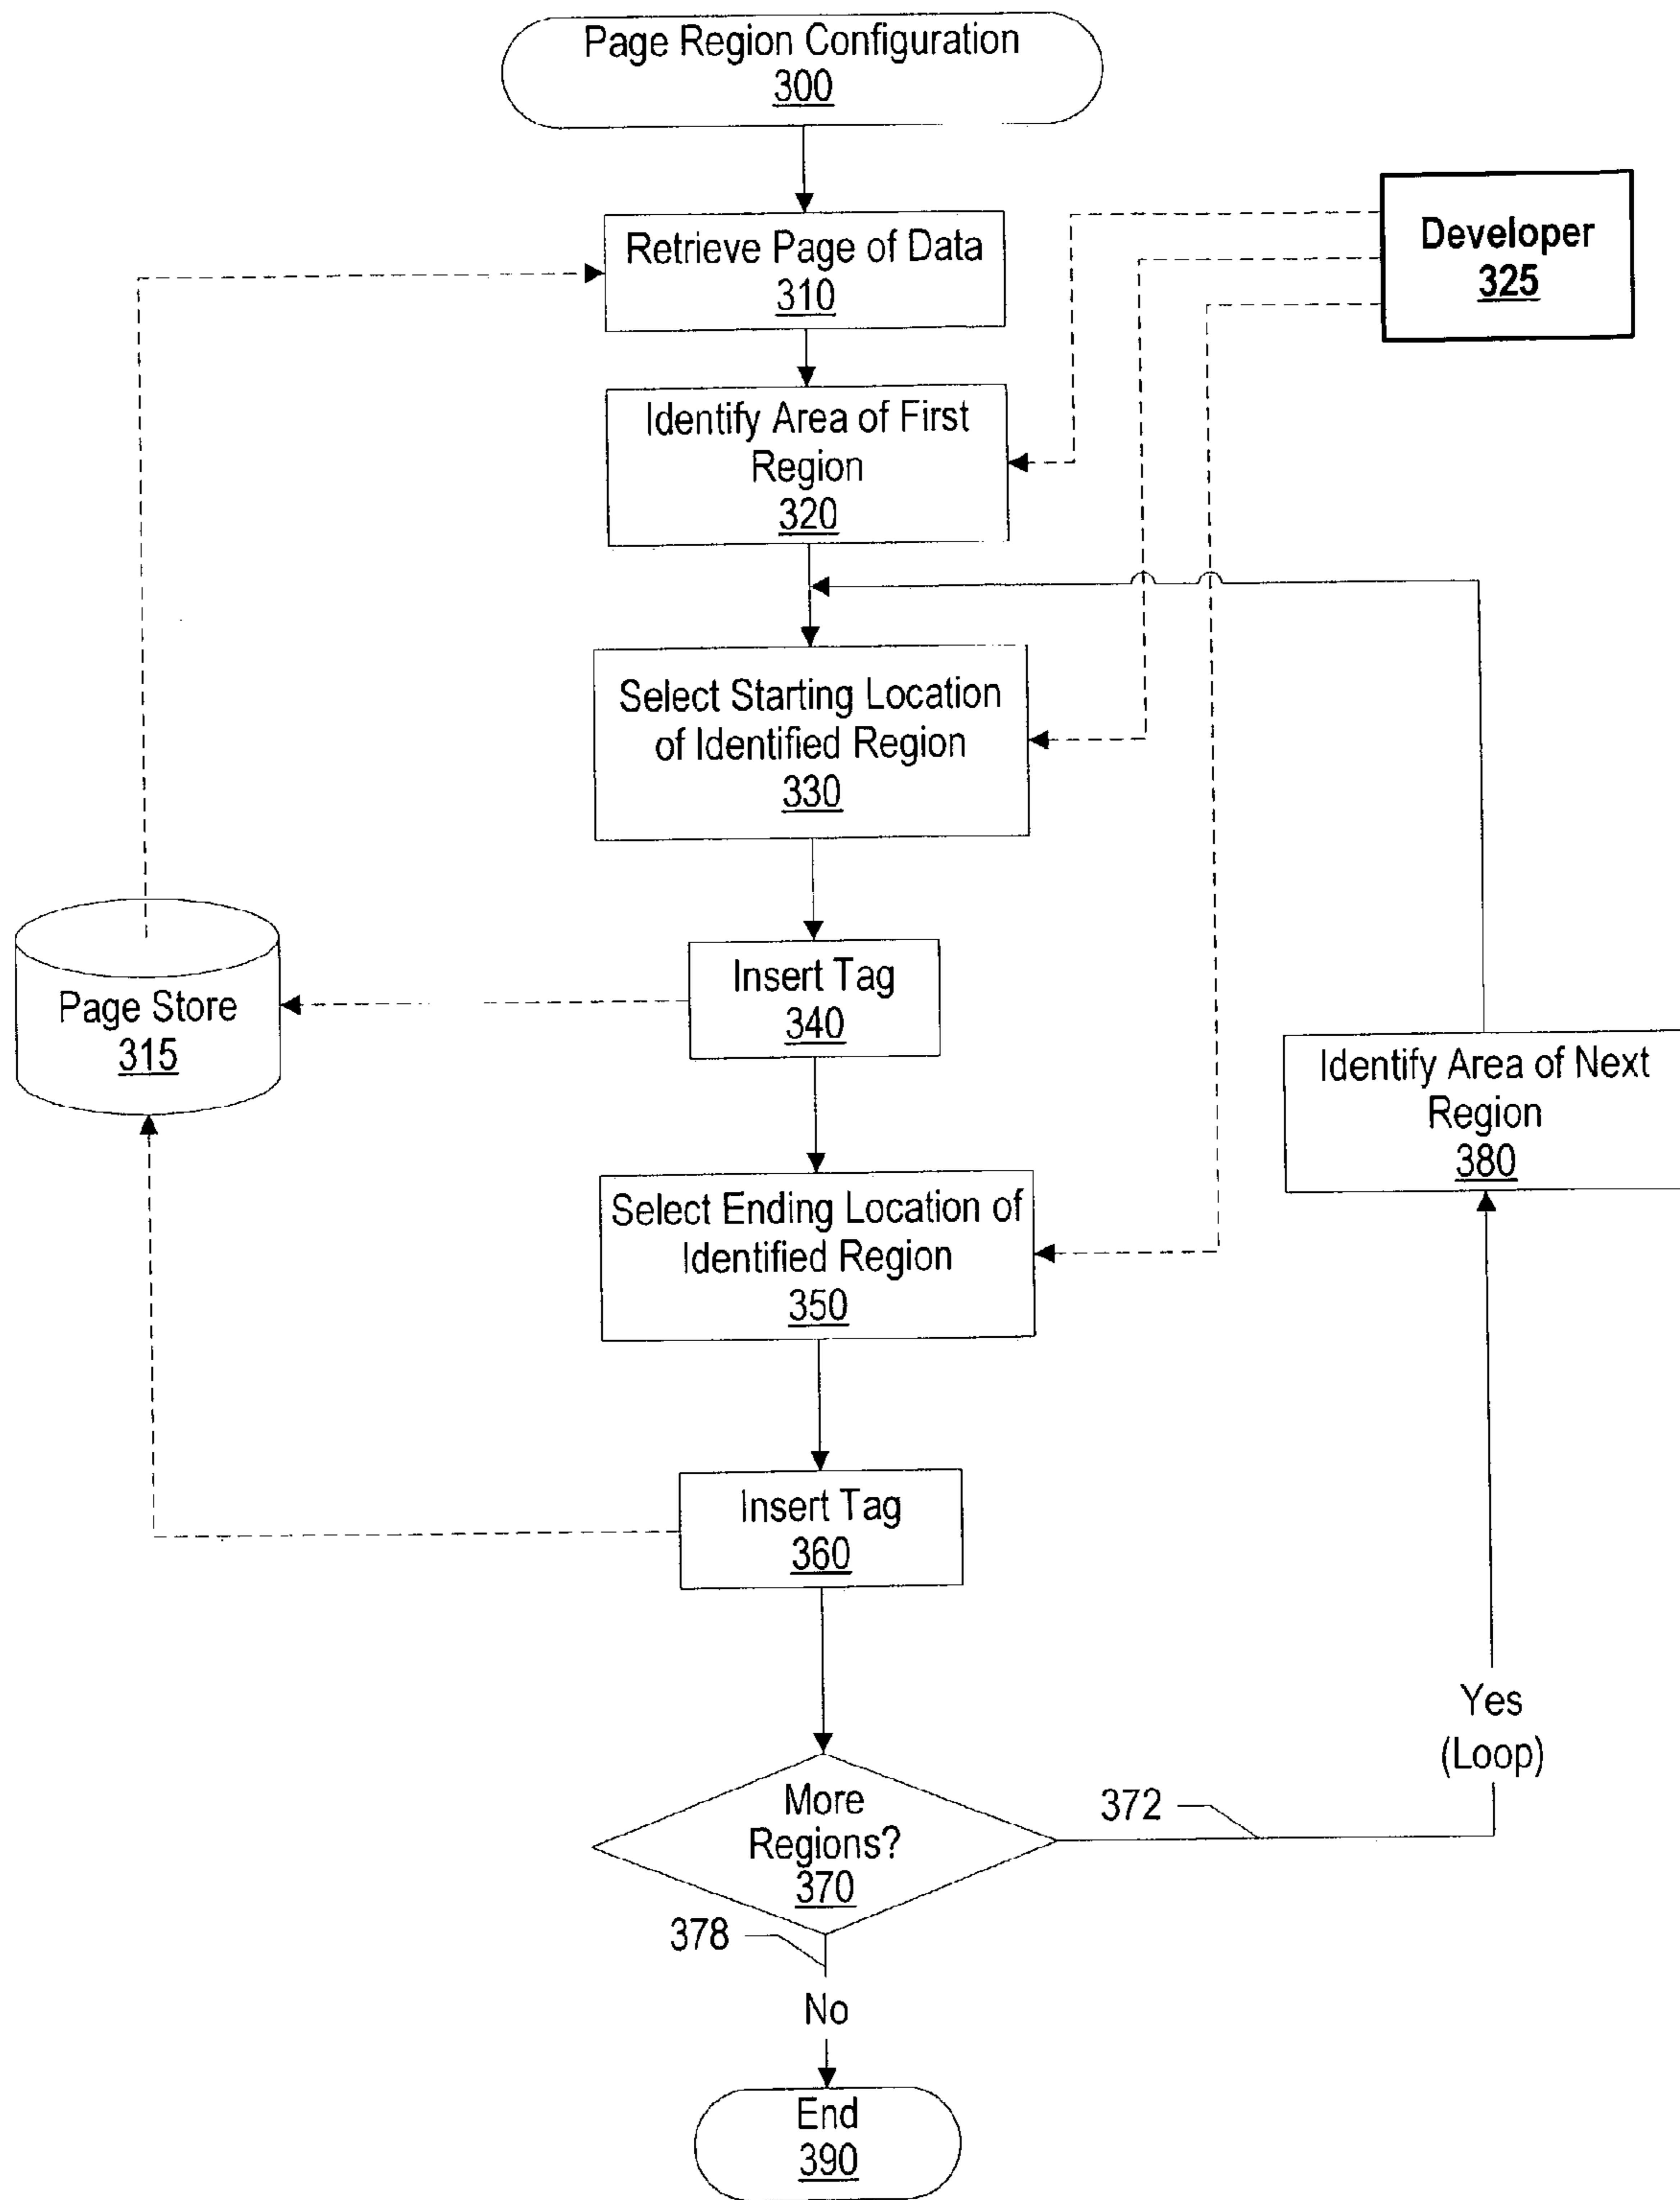 Page Region Configuration
300
Retrieve Page of Data
310
Developer
325
Identify Area of First
Region
320
Select Starting Location
of Identified Region
330
Insert Tag
340
Page Store
315
Identify Area of Next
Region
380
Select Ending Location of
Identified Region
350
Insert Tag
360
Yes
(Loop)
More
Regions?
370
372
378
No
End
390